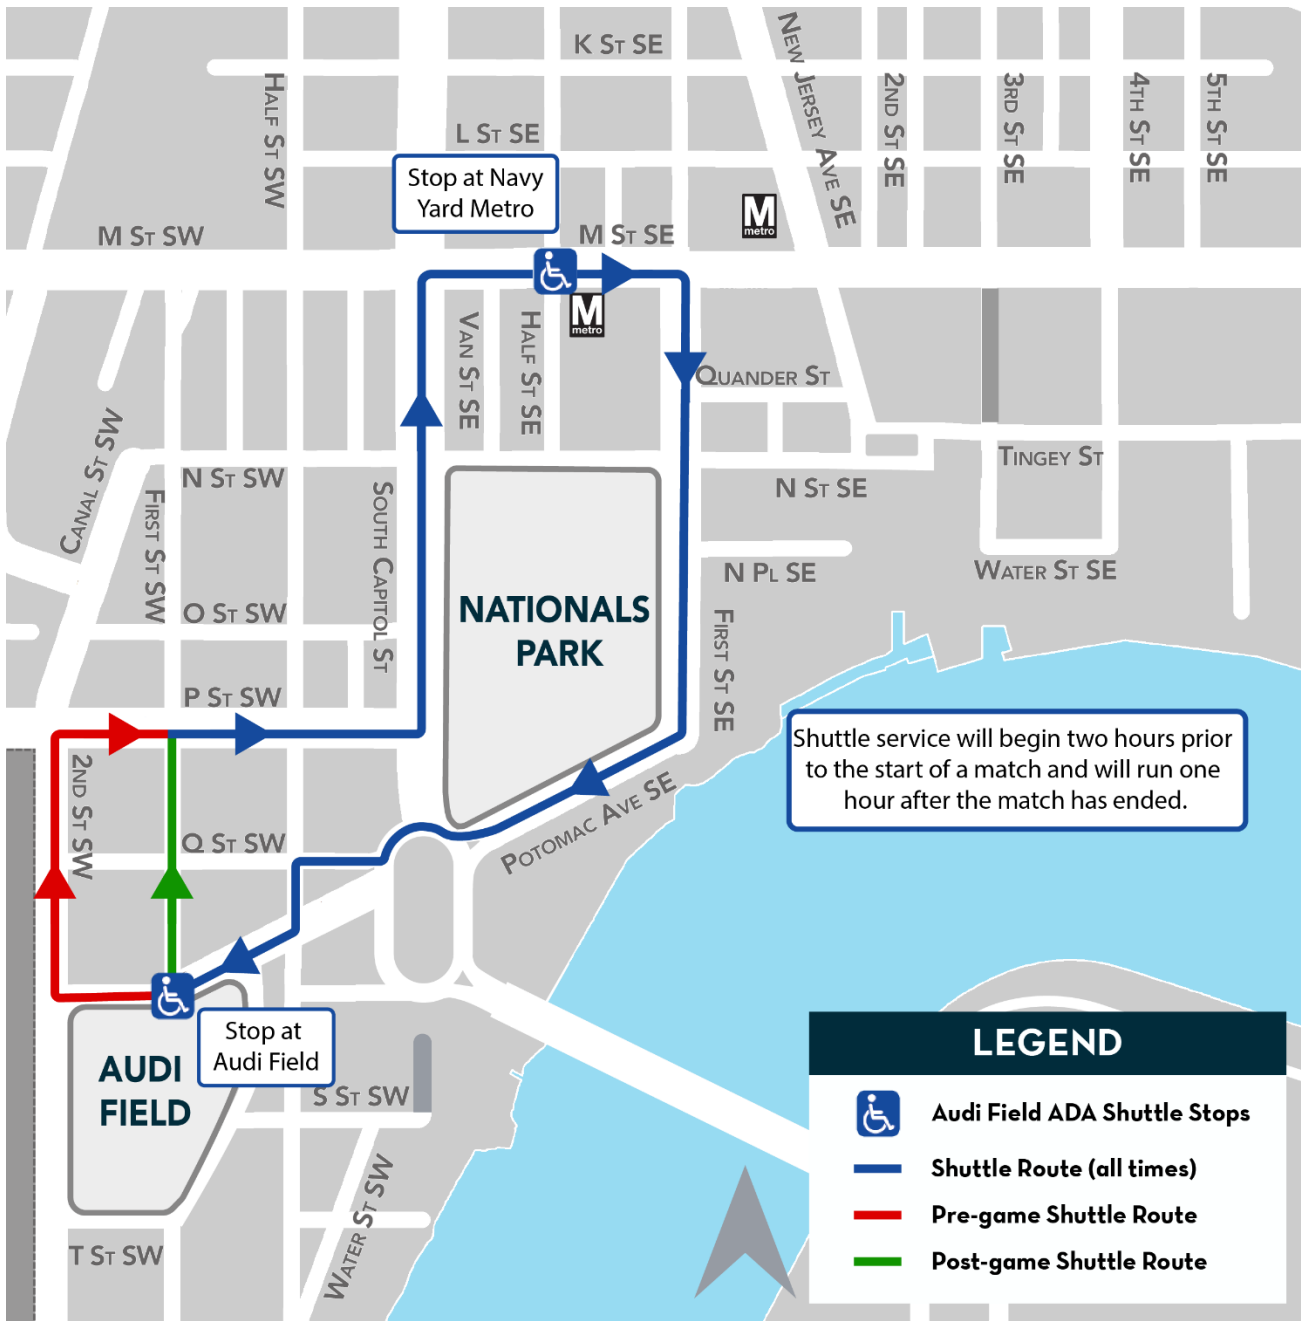 K St SE
New Jersey Ave SE
Half St SW
2nd St SE
3rd St SE
4th St SE
5th St SE
L St SE
Stop at Navy
Yard Metro
M
metro
M St SW
M St SE
M
metro
Van St SE
Half St SE
Quander St
Canal St SW
N St SW
First St SW
South Capitol St
Tingey St
N St SE
N Pl SE
Water St SE
NATIONALS
PARK
O St SW
First St SE
P St SW
2nd St SW
Shuttle service will begin two hours prior
to the start of a match and will run one
hour after the match has ended.
Q St SW
Potomac Ave SE
Stop at
Audi Field
AUDI
FIELD
S St SW
Water St SW
T St SW
LEGEND
Audi Field ADA Shuttle Stops
Shuttle Route (all times)
Pre-game Shuttle Route
Post-game Shuttle Route